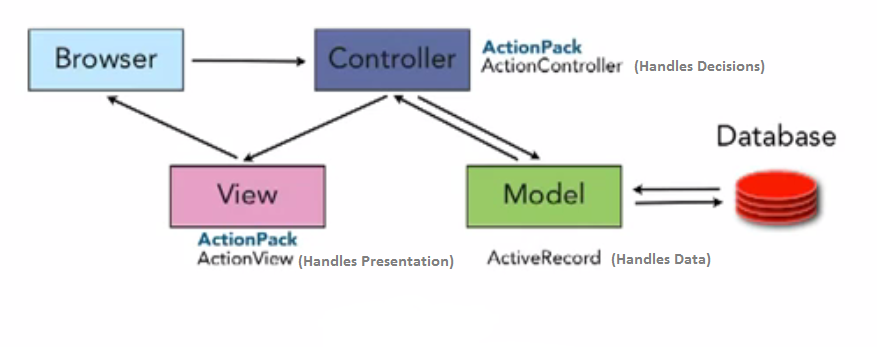 Browser
Controller
ActionPack
ActionController (Handles Decisions)
Database
View
Model
ActionPack
ActionView (Handles Presentation)
ActiveRecord (Handles Data)